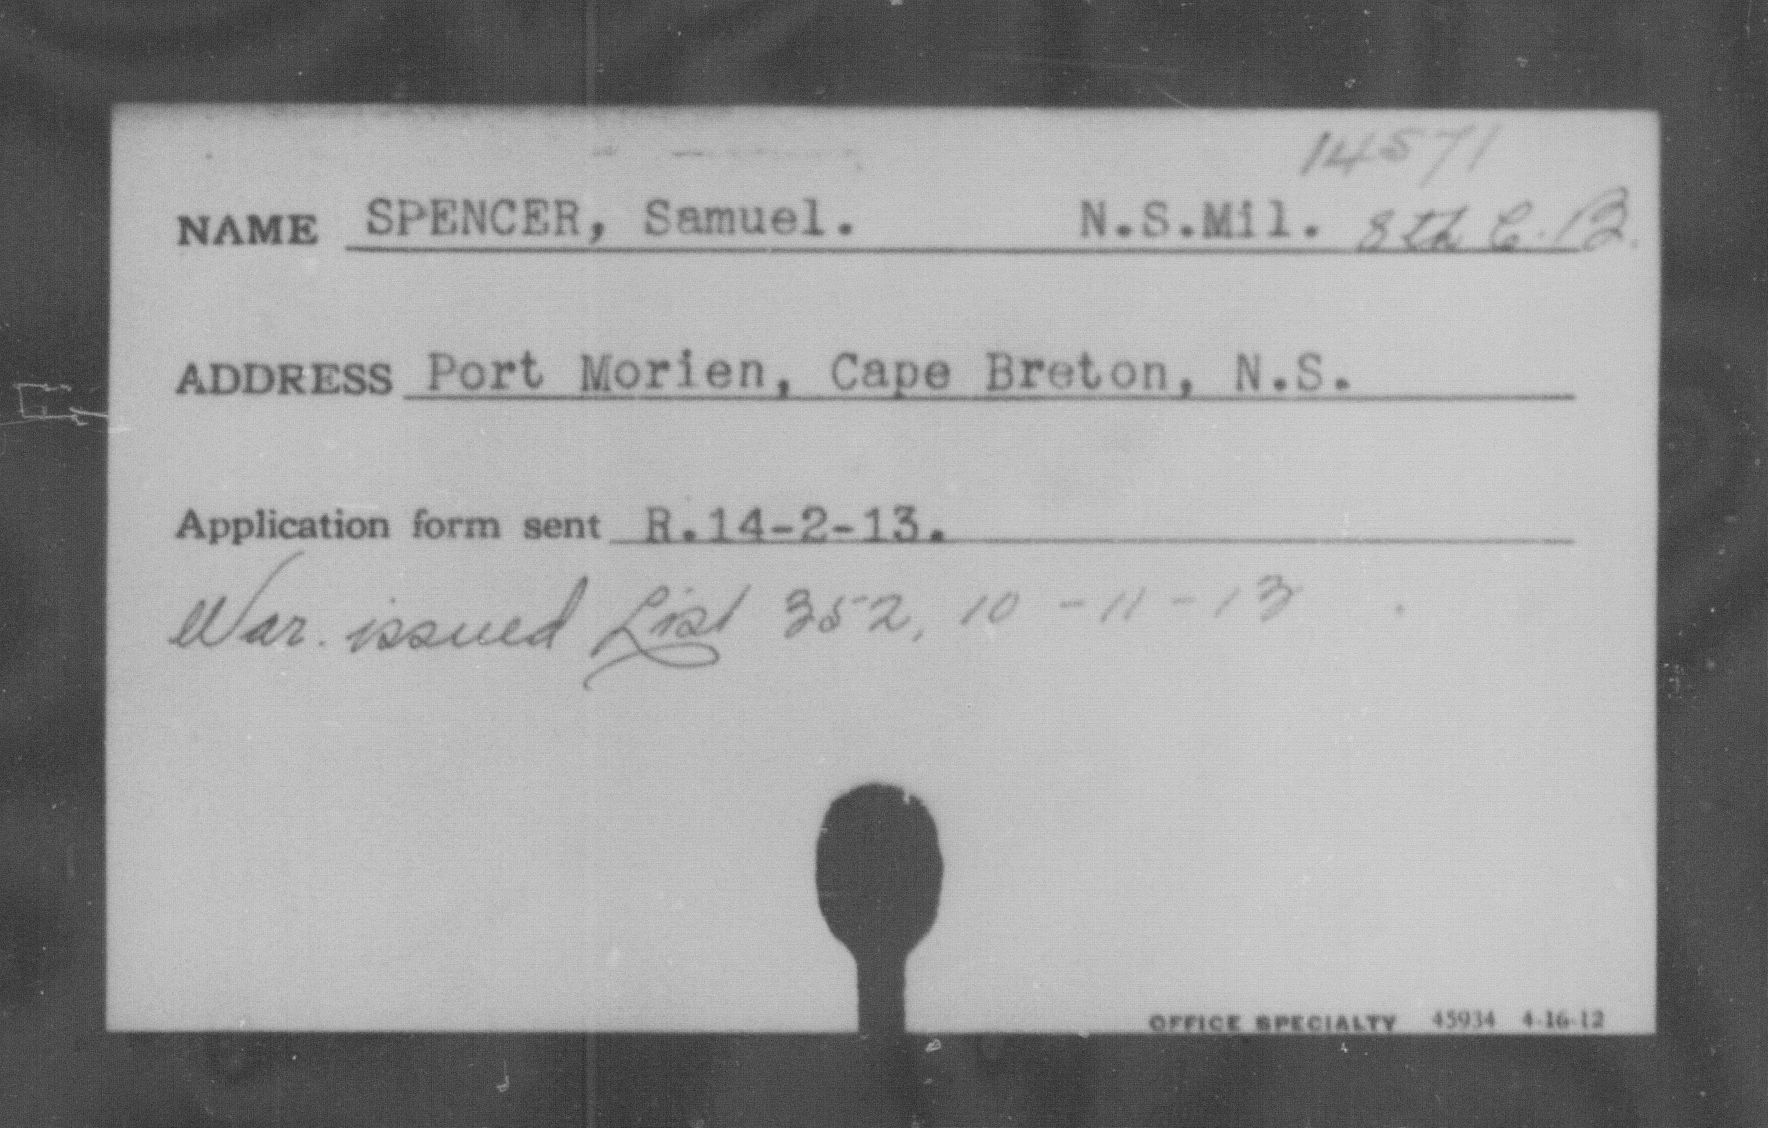 14571
NAME SPENCER, Samuel. N.S.Mil. 8th C.B.
ADDRESS Port Morien, Cape Breton, N.S.
Application form sent R.14-2-13.
War. issued List 352, 10-11-13
OFFICE SPECIALTY 45934 4-16-12